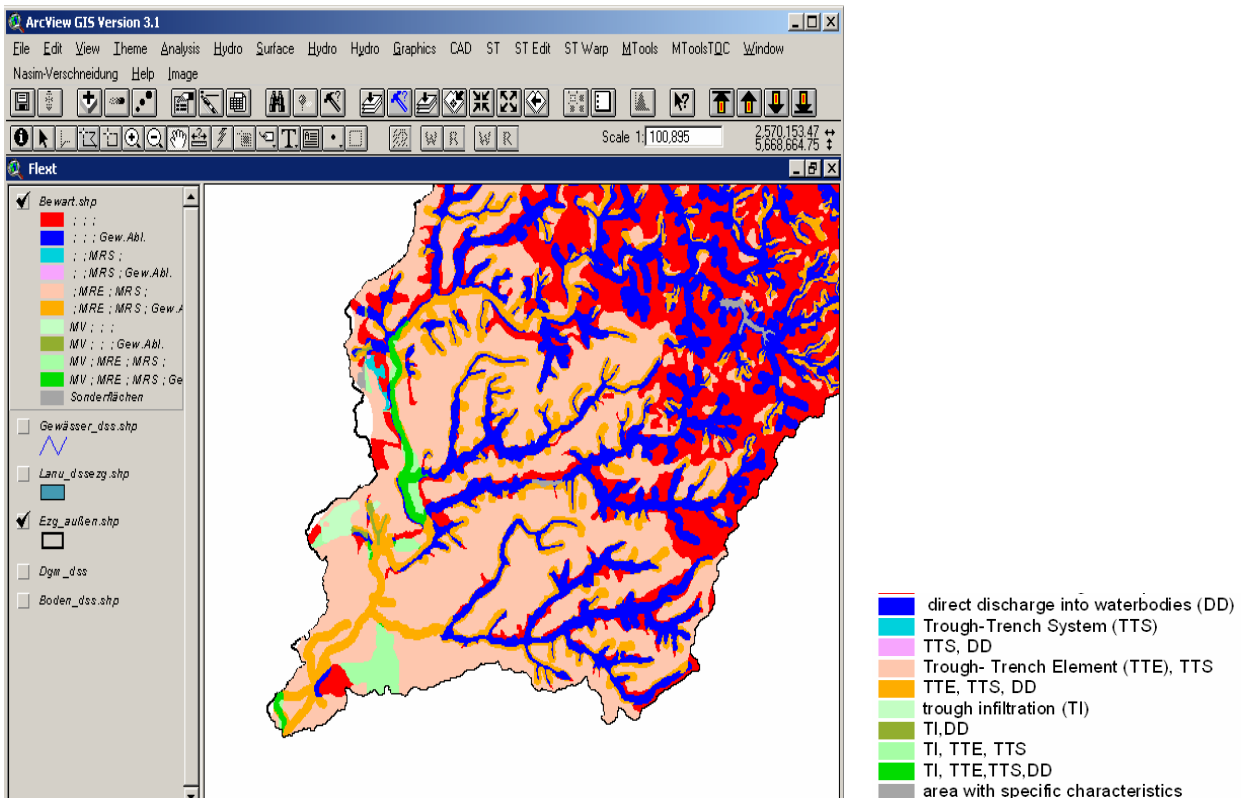 ArcView GIS Version 3.1
File Edit View Theme Analysis Hydro Surface Hydro Hydro Graphics CAD ST ST Edit ST Warp MTools MToolsTQC Window
Nasim-Verschneidung Help Image
W R W R Scale 1: 100,895 2,570,153.47
5,668,664.75
Flext
Bewart.shp
; ; ;
; ; ; Gew.Abl.
; ; MRS ;
; ; MRS ; Gew.Abl.
; MRE ; MRS ;
; MRE ; MRS ; Gew.A
MV ; ; ;
MV ; ; ; Gew.Abl.
MV ; MRE ; MRS ;
MV ; MRE ; MRS ; Ge
Sonderflächen
Gewässer_dss.shp
Lanu_dssezg.shp
Ezg_außen.shp
Dgm_dss
Boden_dss.shp
direct discharge into waterbodies (DD)
Trough-Trench System (TTS)
TTS, DD
Trough- Trench Element (TTE), TTS
TTE, TTS, DD
trough infiltration (TI)
TI,DD
TI, TTE, TTS
TI, TTE,TTS,DD
area with specific characteristics